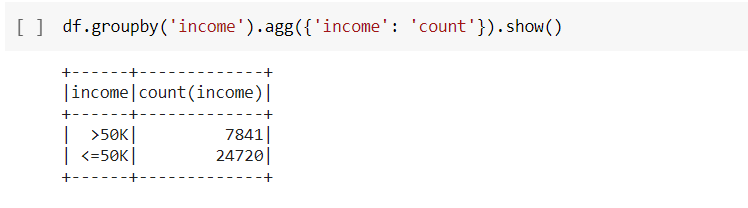 [ ] df.groupby('income').agg({'income': 'count'}).show()
+------+-------------+
|income|count(income)|
+------+-------------+
|  >50K|         7841|
| <=50K|        24720|
+------+-------------+